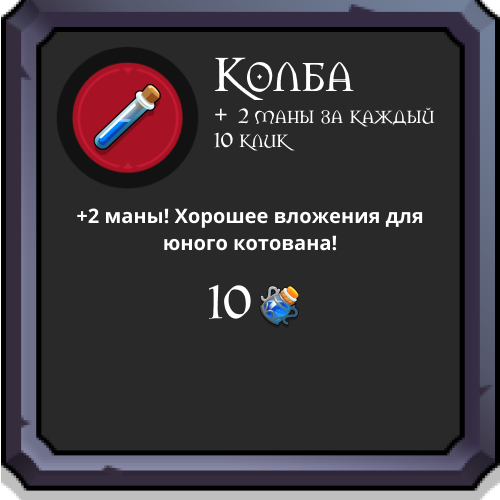 Колба
+ 2 маны за каждый
10 клик
+2 маны! Хорошее вложения для
юного котована!
10